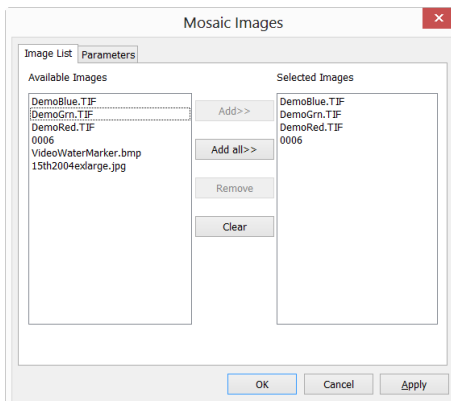 Mosaic Images
Image List
Parameters
Available Images
Selected Images
DemoBlue.TIF
DemoGrn.TIF
DemoRed.TIF
0006
VideoWaterMarker.bmp
15th2004exlarge.jpg
Add>>
Add all>>
Remove
Clear
DemoBlue.TIF
DemoGrn.TIF
DemoRed.TIF
0006
OK
Cancel
Apply